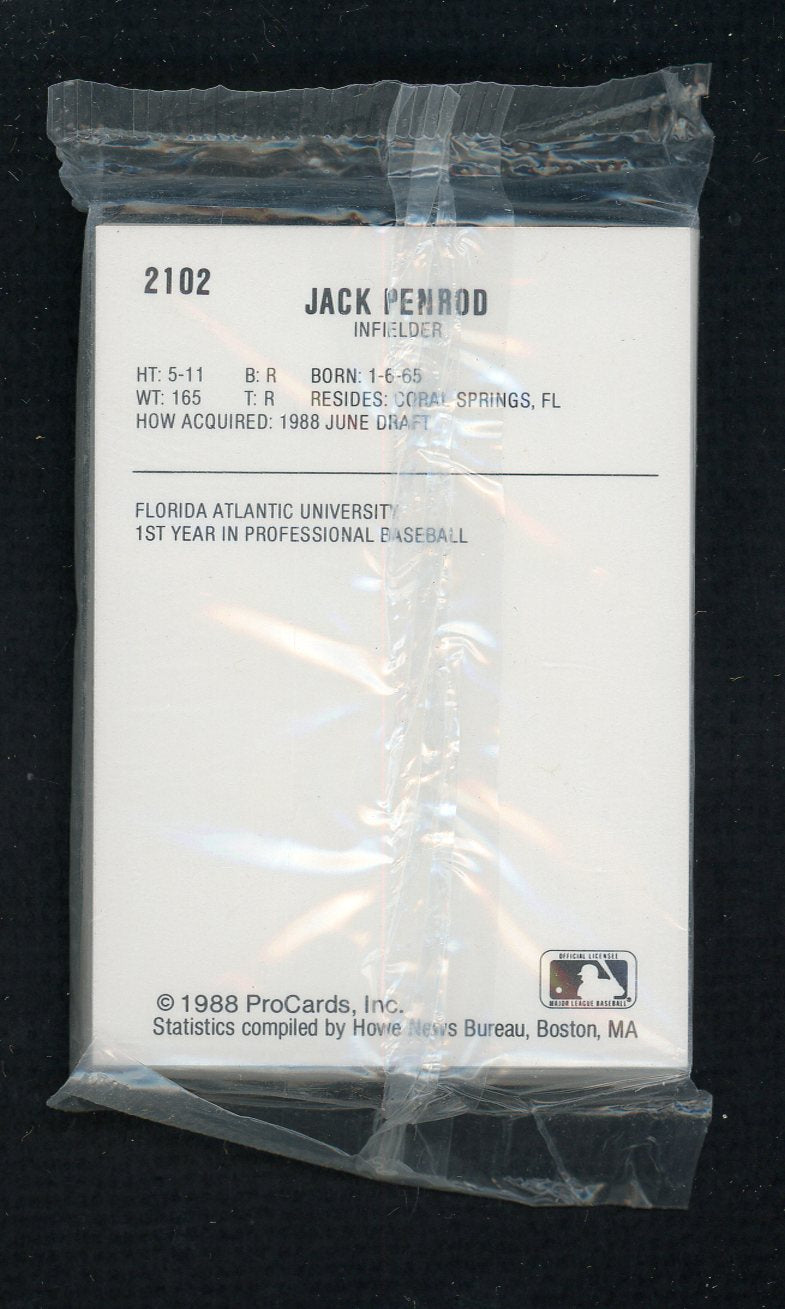 2102
JACK PENROD
INFIELDER
HT: 5-11 B: R BORN: 1-6-65
WT: 165 T: R RESIDES: CORAL SPRINGS, FL
HOW ACQUIRED: 1988 JUNE DRAFT
FLORIDA ATLANTIC UNIVERSITY
1ST YEAR IN PROFESSIONAL BASEBALL
OFFICIAL LICENSEE
MAJOR LEAGUE BASEBALL®
© 1988 ProCards, Inc.
Statistics compiled by Howe News Bureau, Boston, MA